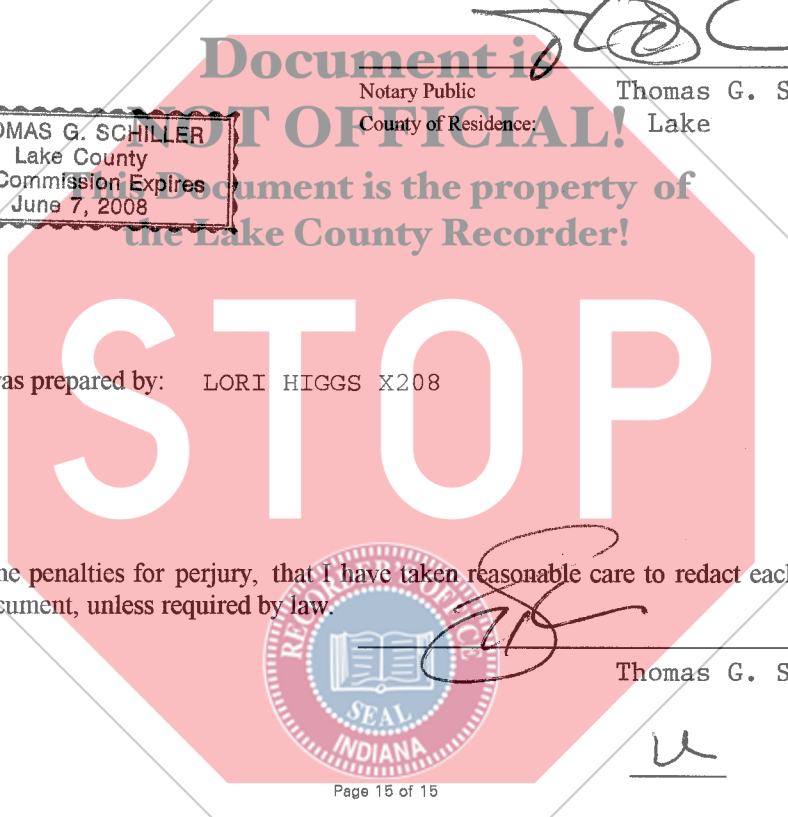 Document is
NOT OFFICIAL!
This Document is the property of
the Lake County Recorder!
Notary Public Thomas G. S
County of Residence: Lake
OMAS G. SCHILLER
Lake County
Commission Expires
June 7, 2008
STOP
was prepared by: LORI HIGGS X208
he penalties for perjury, that I have taken reasonable care to redact each
cument, unless required by law.
RECORDER'S OFFICE
SEAL
INDIANA
Thomas G. S
Page 15 of 15